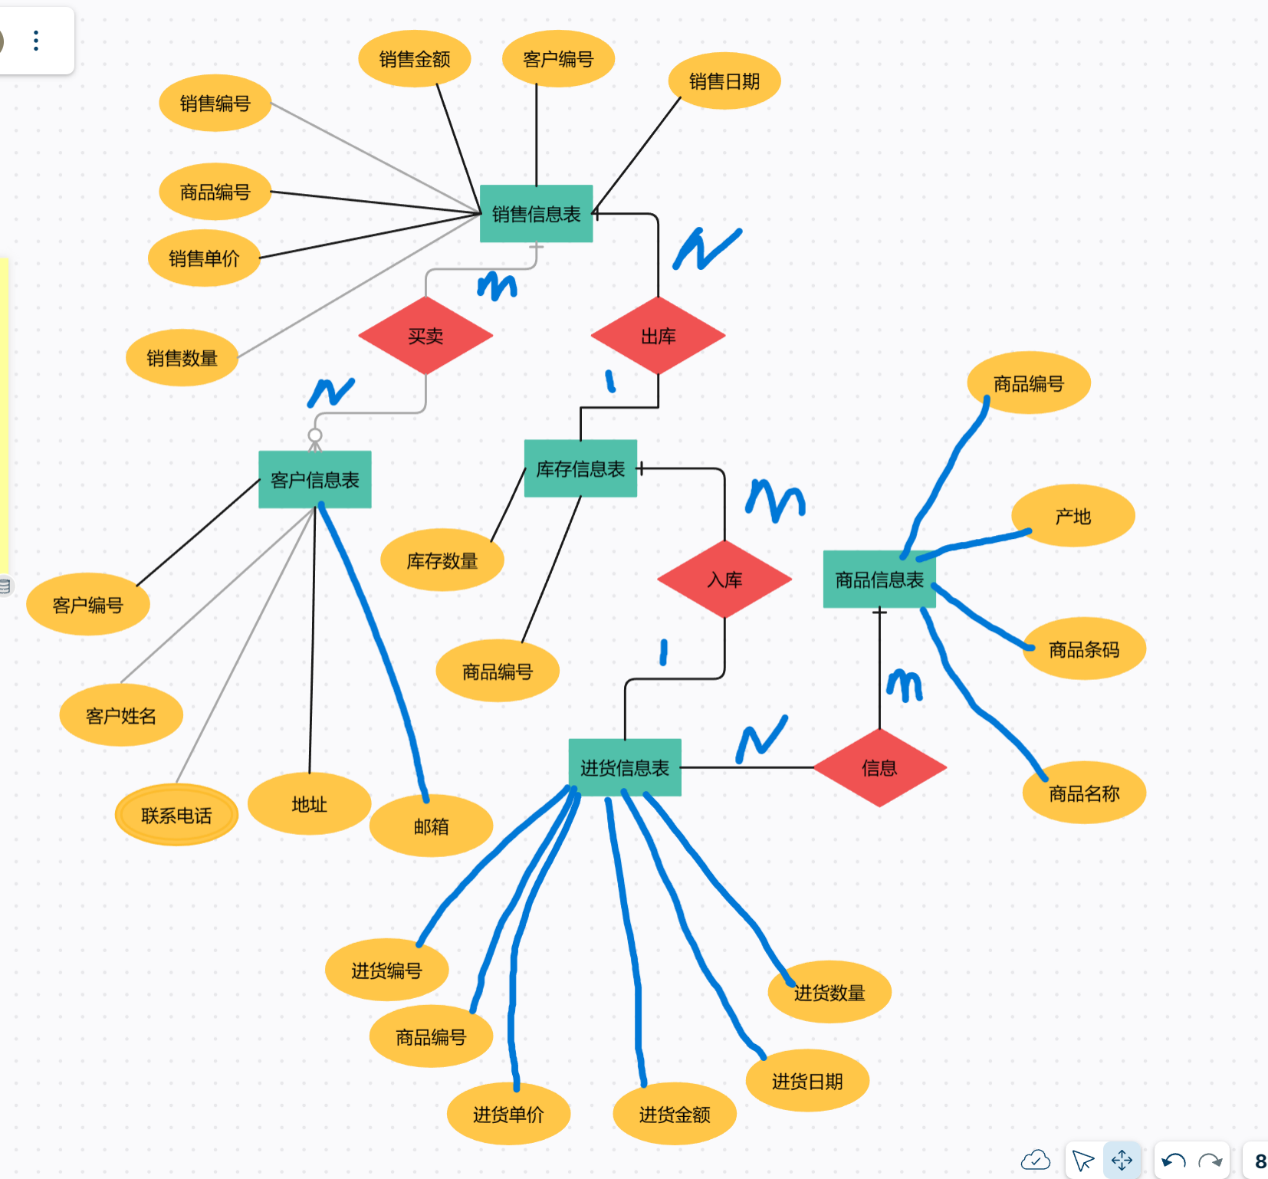 销售金额
客户编号
销售日期
销售编号
商品编号
销售信息表
销售单价
N
m
买卖
出库
销售数量
1
商品编号
N
库存信息表
客户信息表
m
产地
库存数量
入库
商品信息表
客户编号
1
商品条码
商品编号
m
客户姓名
N
进货信息表
信息
商品名称
联系电话
地址
邮箱
进货编号
进货数量
商品编号
进货日期
进货单价
进货金额
8